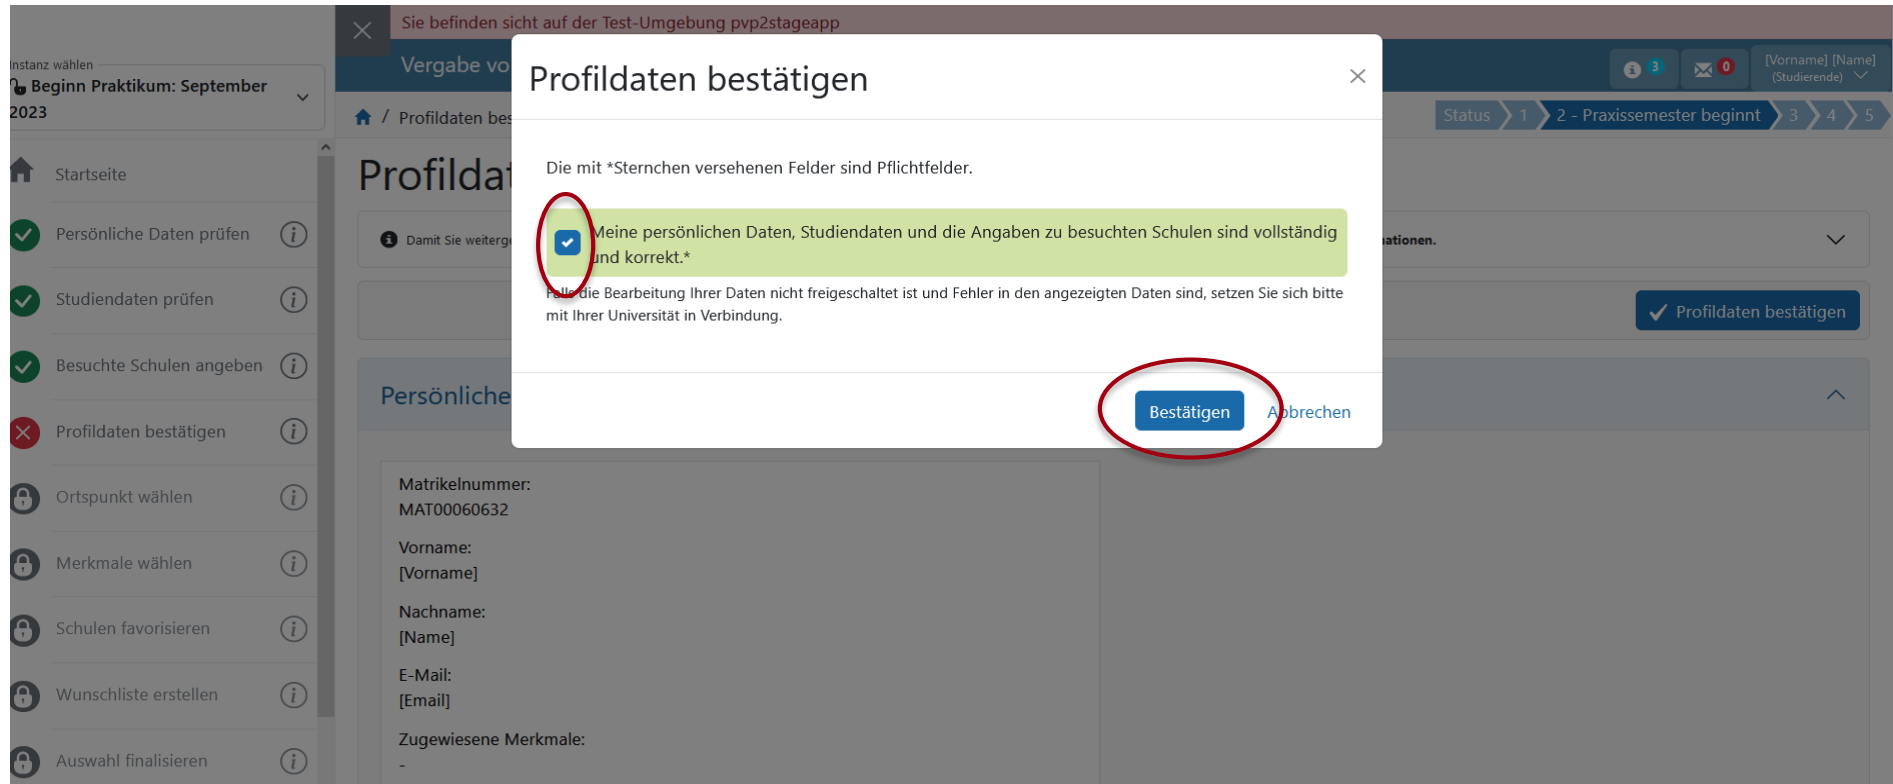 Sie befinden sicht auf der Test-Umgebung pvp2stageapp
Instanz wählen
Beginn Praktikum: September
2023
Vergabe vo
3
0
[Vorname] [Name]
(Studierende)
/ Profildaten bes
Status
1
2 - Praxissemester beginnt
3
4
5
Startseite
Persönliche Daten prüfen
Studiendaten prüfen
Besuchte Schulen angeben
Profildaten bestätigen
Ortspunkt wählen
Merkmale wählen
Schulen favorisieren
Wunschliste erstellen
Auswahl finalisieren
Profildat
Damit Sie weiterge
ationen.
Profildaten bestätigen
Persönliche
Profildaten bestätigen
Die mit *Sternchen versehenen Felder sind Pflichtfelder.
Meine persönlichen Daten, Studiendaten und die Angaben zu besuchten Schulen sind vollständig
und korrekt.*
Falls die Bearbeitung Ihrer Daten nicht freigeschaltet ist und Fehler in den angezeigten Daten sind, setzen Sie sich bitte
mit Ihrer Universität in Verbindung.
Bestätigen
Abbrechen
Matrikelnummer:
MAT00060632
Vorname:
[Vorname]
Nachname:
[Name]
E-Mail:
[Email]
Zugewiesene Merkmale:
-